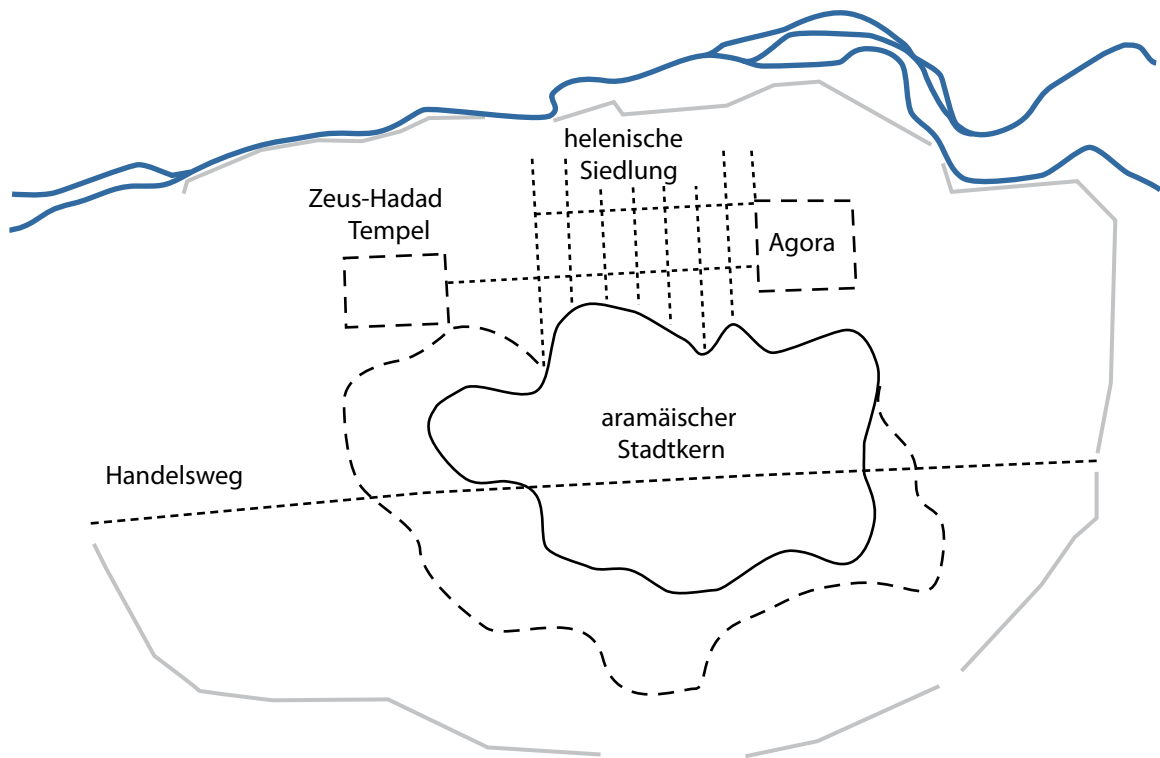 helenische
Siedlung
Zeus-Hadad
Tempel
Agora
aramäischer
Stadtkern
Handelsweg